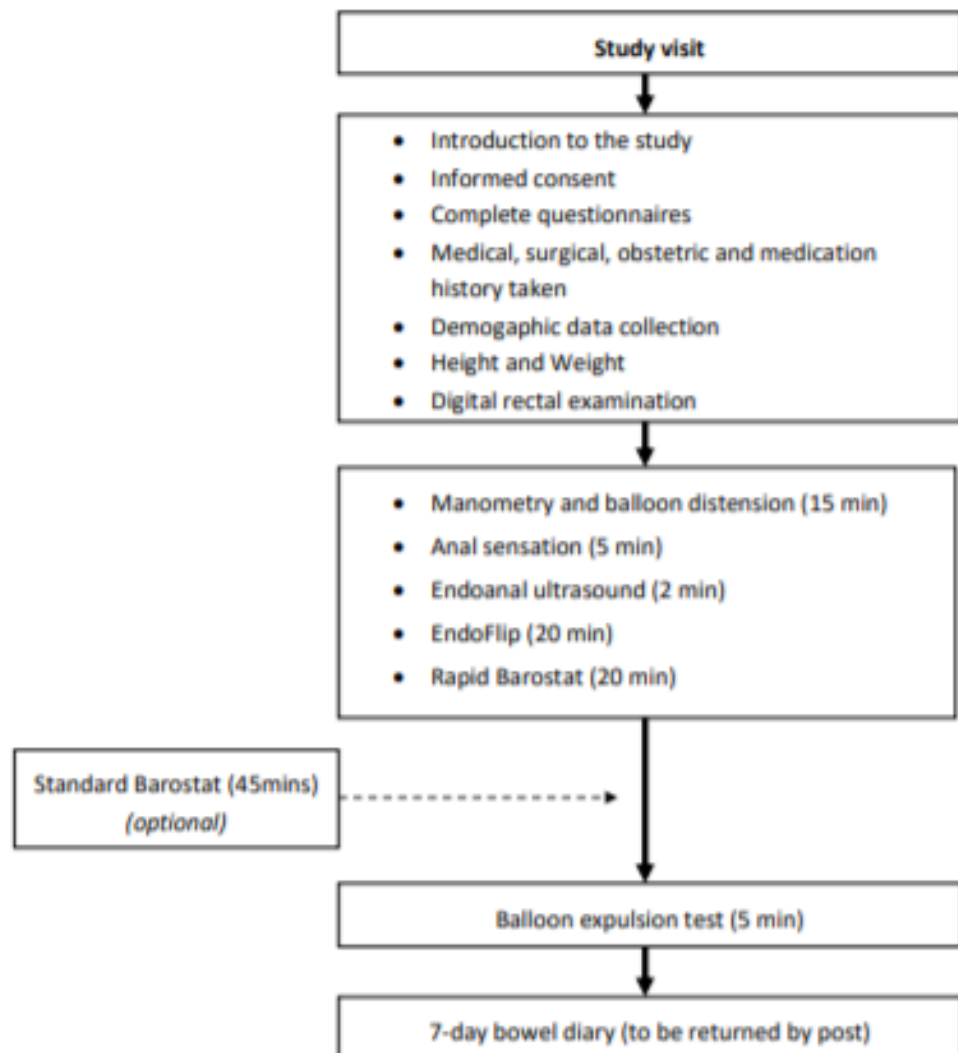 Study visit
• Introduction to the study
• Informed consent
• Complete questionnaires
• Medical, surgical, obstetric and medication
history taken
• Demogaphic data collection
• Height and Weight
• Digital rectal examination
• Manometry and balloon distension (15 min)
• Anal sensation (5 min)
• Endoanal ultrasound (2 min)
• EndoFlip (20 min)
• Rapid Barostat (20 min)
Standard Barostat (45mins)
(optional)
Balloon expulsion test (5 min)
7-day bowel diary (to be returned by post)